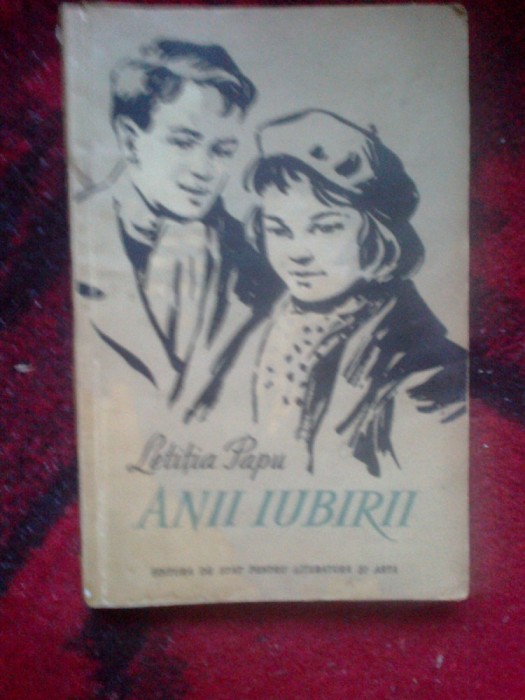 Letiția Papu
ANII IUBIRII
EDITURA DE STAT PENTRU LITERATURĂ ȘI ARTĂ